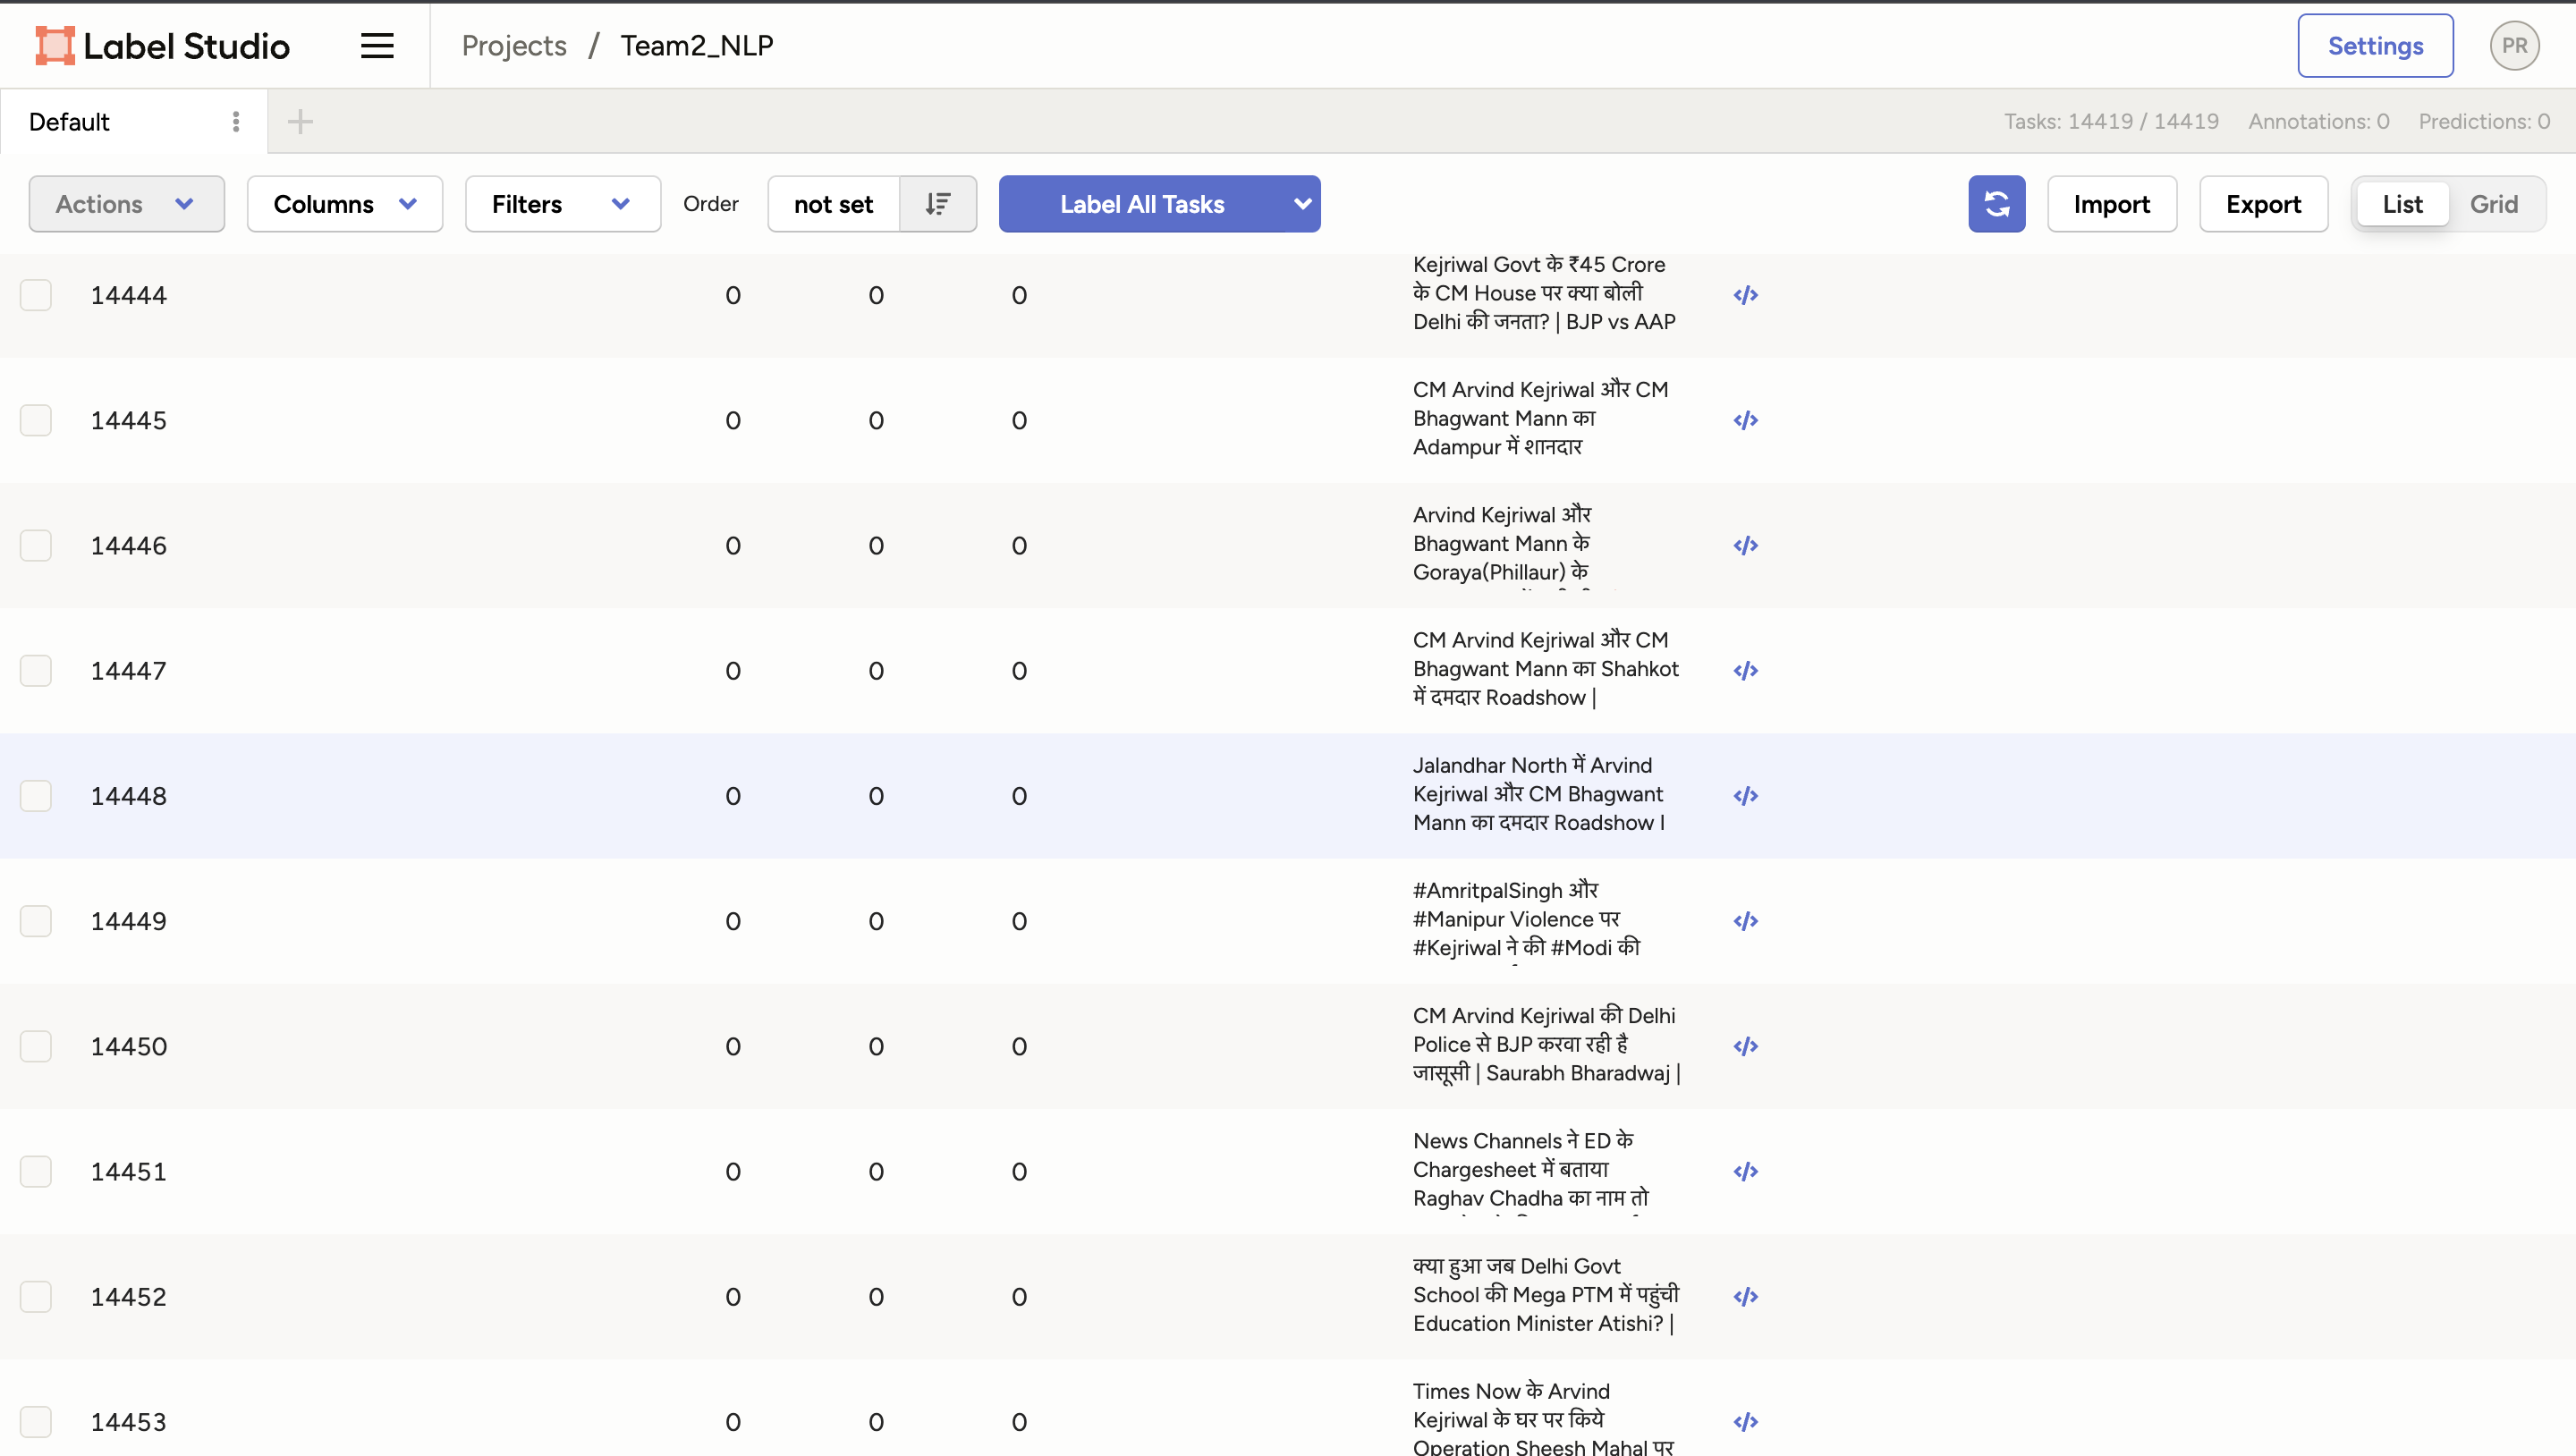 Label Studio
Projects / Team2_NLP
Settings
PR
Default
Tasks: 14419 / 14419 Annotations: 0 Predictions: 0
Actions Columns Filters Order not set Label All Tasks Import Export List Grid
14444 0 0 0
Kejriwal Govt के ₹45 Crore
के CM House पर क्या बोली
Delhi की जनता? | BJP vs AAP
14445 0 0 0
CM Arvind Kejriwal और CM
Bhagwant Mann का
Adampur में शानदार
14446 0 0 0
Arvind Kejriwal और
Bhagwant Mann के
Goraya(Phillaur) के
14447 0 0 0
CM Arvind Kejriwal और CM
Bhagwant Mann का Shahkot
में दमदार Roadshow |
14448 0 0 0
Jalandhar North में Arvind
Kejriwal और CM Bhagwant
Mann का दमदार Roadshow I
14449 0 0 0
#AmritpalSingh और
#Manipur Violence पर
#Kejriwal ने की #Modi की
14450 0 0 0
CM Arvind Kejriwal की Delhi
Police से BJP करवा रही है
जासूसी | Saurabh Bharadwaj |
14451 0 0 0
News Channels ने ED के
Chargesheet में बताया
Raghav Chadha का नाम तो
14452 0 0 0
क्या हुआ जब Delhi Govt
School की Mega PTM में पहुंची
Education Minister Atishi? |
14453 0 0 0
Times Now के Arvind
Kejriwal के घर पर किये
Operation Sheesh Mahal पर